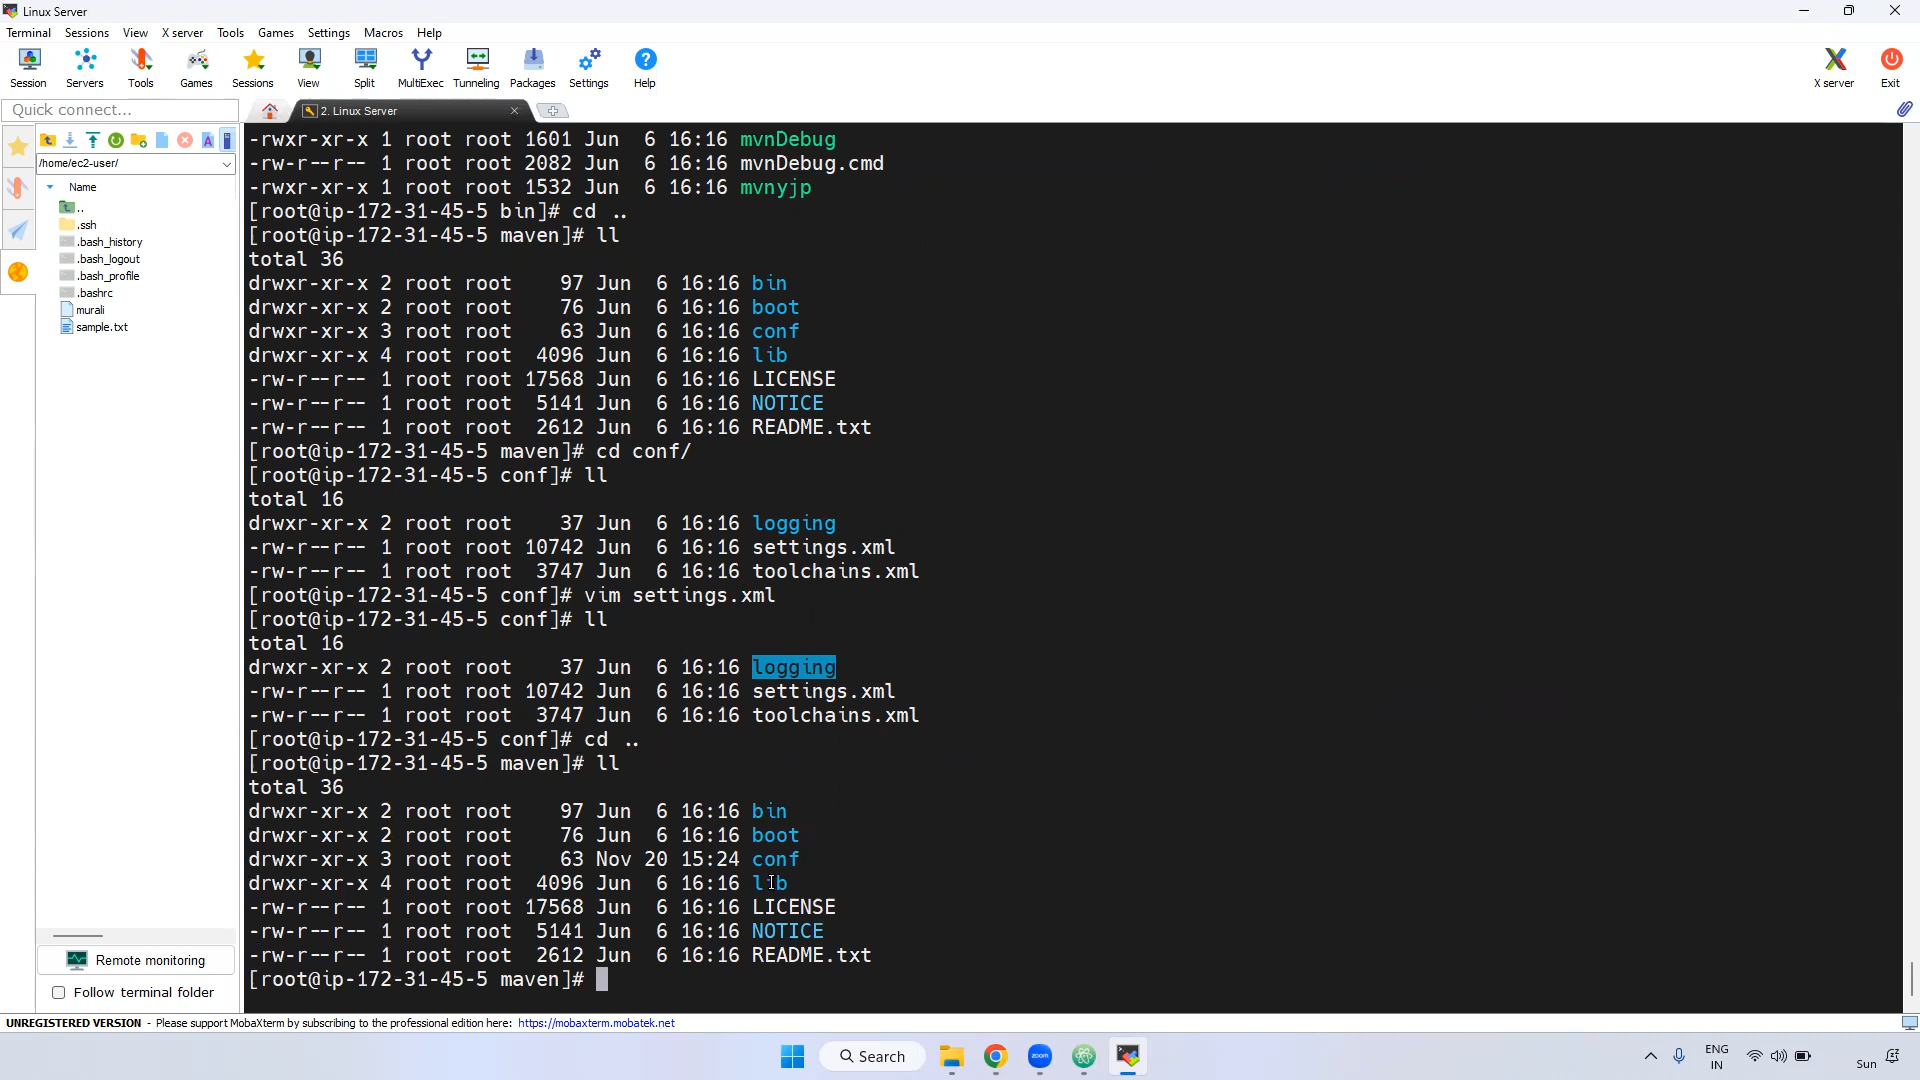 Linux Server
Terminal Sessions View X server Tools Games Settings Macros Help
Session Servers Tools Games Sessions View Split MultiExec Tunneling Packages Settings Help X server Exit
Quick connect...
2. Linux Server
/home/ec2-user/
Name
..
.ssh
.bash_history
.bash_logout
.bash_profile
.bashrc
murali
sample.txt
Remote monitoring
Follow terminal folder
-rwxr-xr-x 1 root root 1601 Jun  6 16:16 mvnDebug
-rw-r--r-- 1 root root 2082 Jun  6 16:16 mvnDebug.cmd
-rwxr-xr-x 1 root root 1532 Jun  6 16:16 mvnyjp
[root@ip-172-31-45-5 bin]# cd ..
[root@ip-172-31-45-5 maven]# ll
total 36
drwxr-xr-x 2 root root    97 Jun  6 16:16 bin
drwxr-xr-x 2 root root    76 Jun  6 16:16 boot
drwxr-xr-x 3 root root    63 Jun  6 16:16 conf
drwxr-xr-x 4 root root  4096 Jun  6 16:16 lib
-rw-r--r-- 1 root root 17568 Jun  6 16:16 LICENSE
-rw-r--r-- 1 root root  5141 Jun  6 16:16 NOTICE
-rw-r--r-- 1 root root  2612 Jun  6 16:16 README.txt
[root@ip-172-31-45-5 maven]# cd conf/
[root@ip-172-31-45-5 conf]# ll
total 16
drwxr-xr-x 2 root root    37 Jun  6 16:16 logging
-rw-r--r-- 1 root root 10742 Jun  6 16:16 settings.xml
-rw-r--r-- 1 root root  3747 Jun  6 16:16 toolchains.xml
[root@ip-172-31-45-5 conf]# vim settings.xml
[root@ip-172-31-45-5 conf]# ll
total 16
drwxr-xr-x 2 root root    37 Jun  6 16:16 logging
-rw-r--r-- 1 root root 10742 Jun  6 16:16 settings.xml
-rw-r--r-- 1 root root  3747 Jun  6 16:16 toolchains.xml
[root@ip-172-31-45-5 conf]# cd ..
[root@ip-172-31-45-5 maven]# ll
total 36
drwxr-xr-x 2 root root    97 Jun  6 16:16 bin
drwxr-xr-x 2 root root    76 Jun  6 16:16 boot
drwxr-xr-x 3 root root    63 Nov 20 15:24 conf
drwxr-xr-x 4 root root  4096 Jun  6 16:16 lib
-rw-r--r-- 1 root root 17568 Jun  6 16:16 LICENSE
-rw-r--r-- 1 root root  5141 Jun  6 16:16 NOTICE
-rw-r--r-- 1 root root  2612 Jun  6 16:16 README.txt
[root@ip-172-31-45-5 maven]#
UNREGISTERED VERSION - Please support MobaXterm by subscribing to the professional edition here: https://mobaxterm.mobatek.net
Search
zoom
ENG
IN
Sun